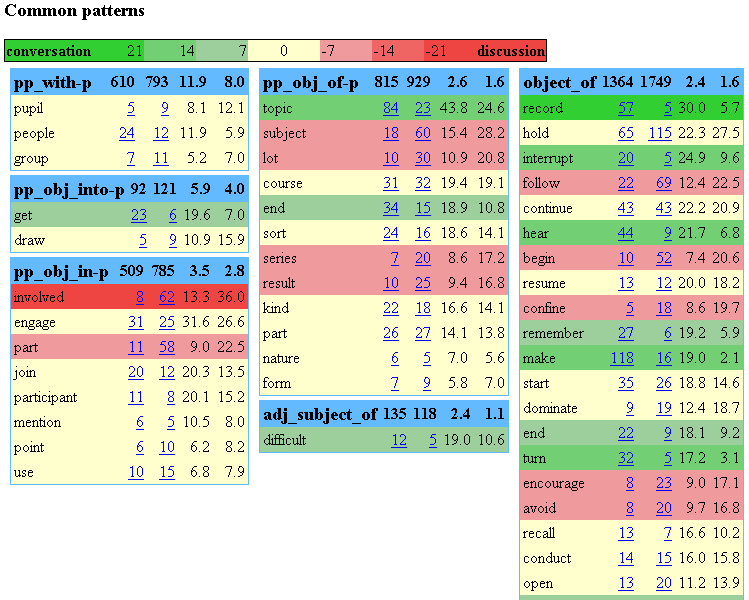 Common patterns
conversation 21 14 7 0 -7 -14 -21 discussion
pp_with-p 610 793 11.9 8.0
pupil 5 9 8.1 12.1
people 24 12 11.9 5.9
group 7 11 5.2 7.0
pp_obj_into-p 92 121 5.9 4.0
get 23 6 19.6 7.0
draw 5 9 10.9 15.9
pp_obj_in-p 509 785 3.5 2.8
involved 8 62 13.3 36.0
engage 31 25 31.6 26.6
part 11 58 9.0 22.5
join 20 12 20.3 13.5
participant 11 8 20.1 15.2
mention 6 5 10.5 8.0
point 6 10 6.2 8.2
use 10 15 6.8 7.9
pp_obj_of-p 815 929 2.6 1.6
topic 84 23 43.8 24.6
subject 18 60 15.4 28.2
lot 10 30 10.9 20.8
course 31 32 19.4 19.1
end 34 15 18.9 10.8
sort 24 16 18.6 14.1
series 7 20 8.6 17.2
result 10 25 9.4 16.8
kind 22 18 16.6 14.1
part 26 27 14.1 13.8
nature 6 5 7.0 5.6
form 7 9 5.8 7.0
adj_subject_of 135 118 2.4 1.1
difficult 12 5 19.0 10.6
object_of 1364 1749 2.4 1.6
record 57 5 30.0 5.7
hold 65 115 22.3 27.5
interrupt 20 5 24.9 9.6
follow 22 69 12.4 22.5
continue 43 43 22.2 20.9
hear 44 9 21.7 6.8
begin 10 52 7.4 20.6
resume 13 12 20.0 18.2
confine 5 18 8.6 19.7
remember 27 6 19.2 5.9
make 118 16 19.0 2.1
start 35 26 18.8 14.6
dominate 9 19 12.4 18.7
end 22 9 18.1 9.2
turn 32 5 17.2 3.1
encourage 8 23 9.0 17.1
avoid 8 20 9.7 16.8
recall 13 7 16.6 10.2
conduct 14 15 16.0 15.8
open 13 20 11.2 13.9